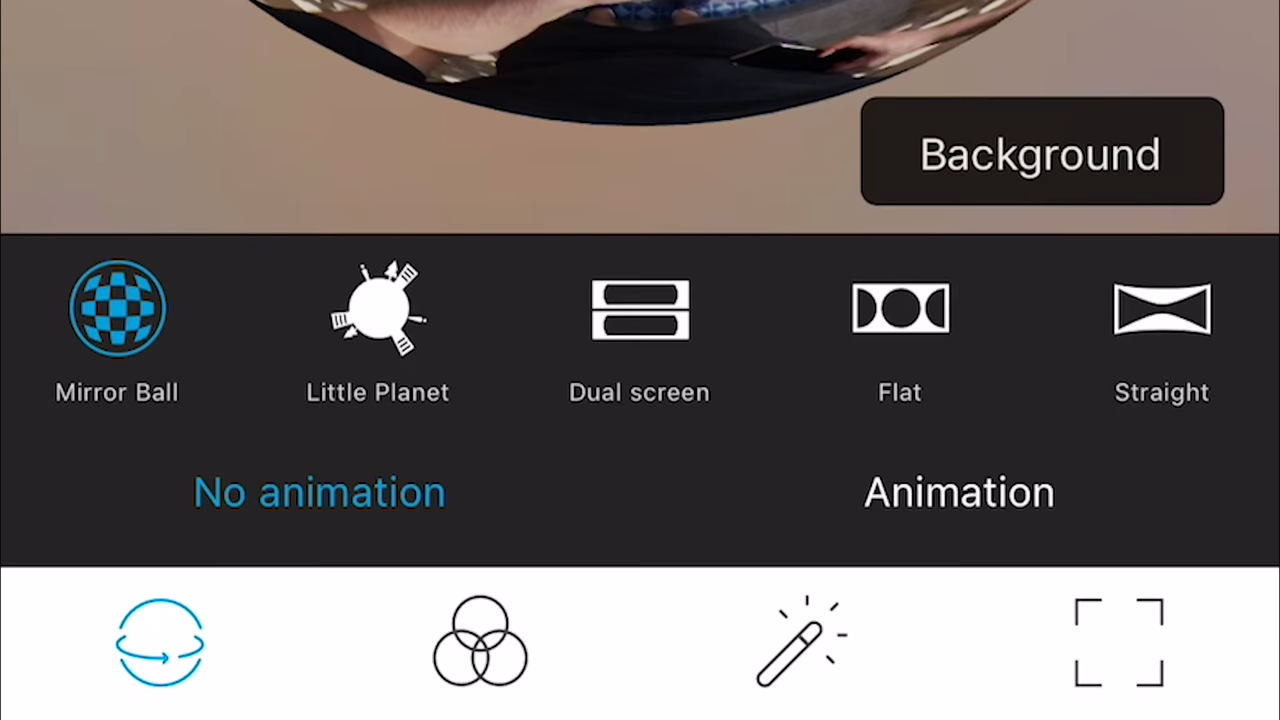 Background
Mirror Ball
Little Planet
Dual screen
Flat
Straight
No animation
Animation